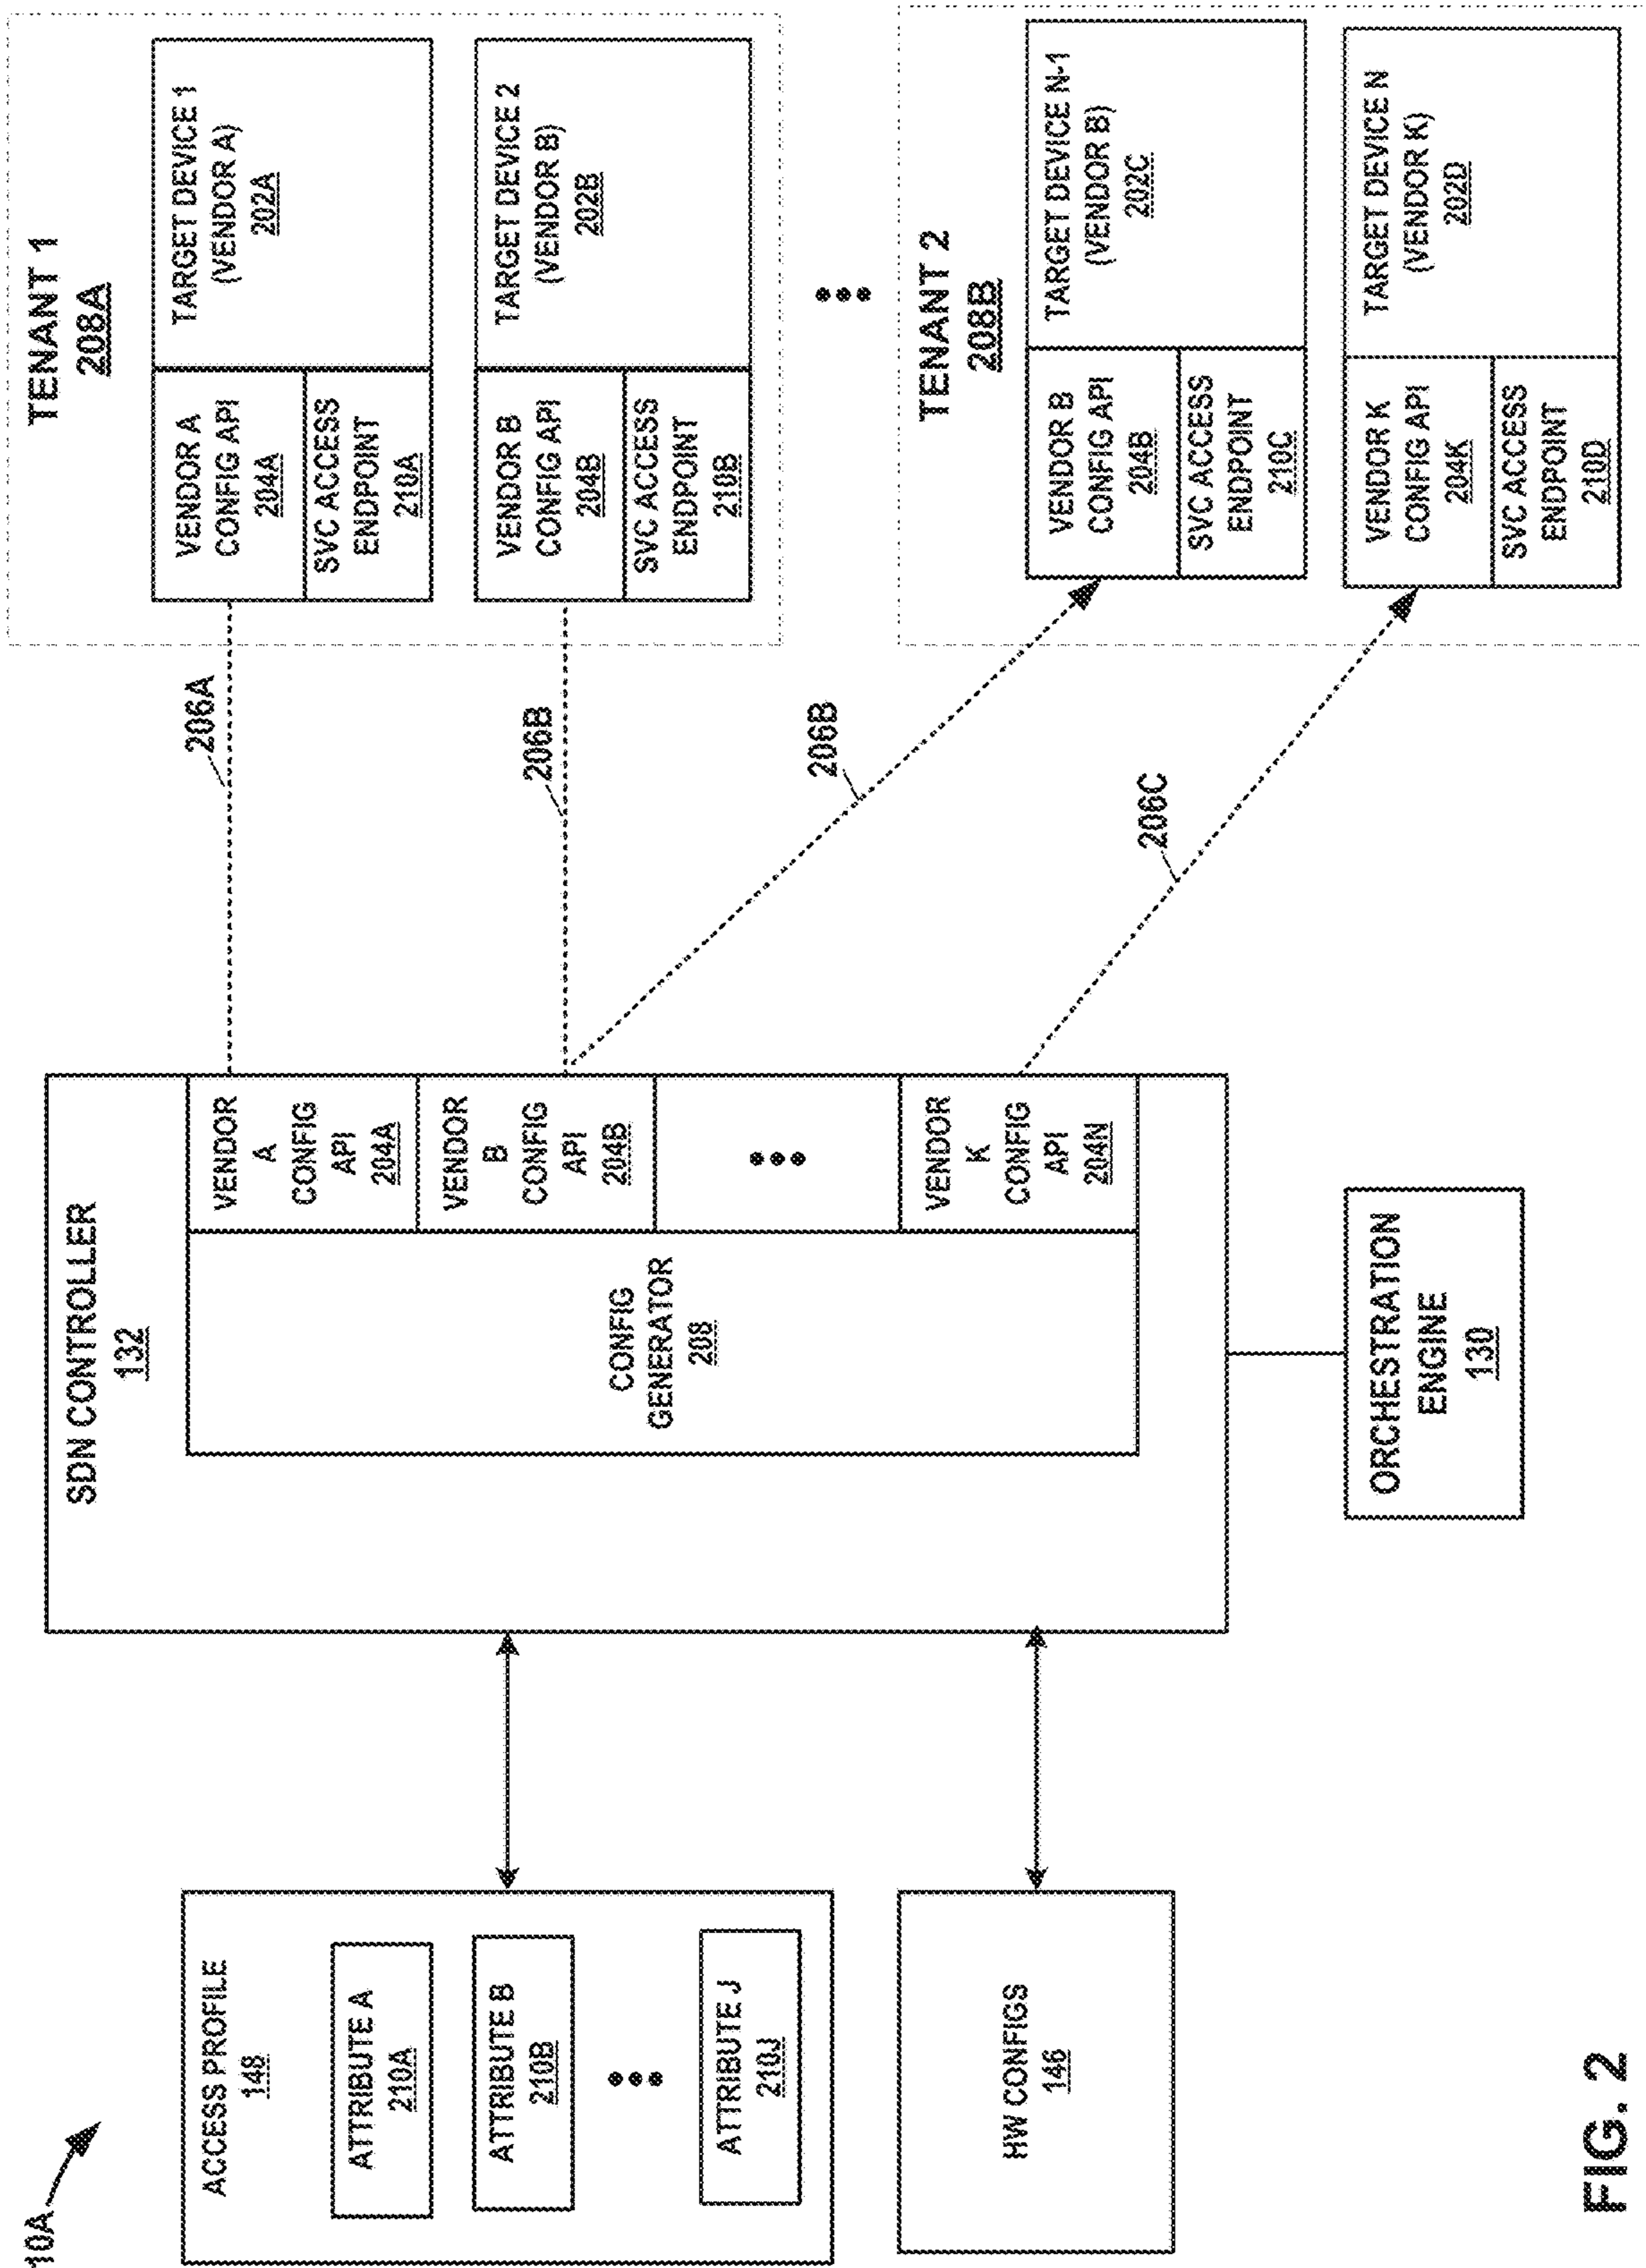 10A
ACCESS PROFILE
148
ATTRIBUTE A
210A
ATTRIBUTE B
210B
ATTRIBUTE J
210J
HW CONFIGS
146
SDN CONTROLLER
132
CONFIG
GENERATOR
208
VENDOR
A
CONFIG
API
204A
VENDOR
B
CONFIG
API
204B
VENDOR
K
CONFIG
API
204N
ORCHESTRATION
ENGINE
130
206A
206B
206B
206C
TENANT 1
208A
VENDOR A
CONFIG API
204A
SVC ACCESS
ENDPOINT
210A
TARGET DEVICE 1
(VENDOR A)
202A
VENDOR B
CONFIG API
204B
SVC ACCESS
ENDPOINT
210B
TARGET DEVICE 2
(VENDOR B)
202B
TENANT 2
208B
VENDOR B
CONFIG API
204B
SVC ACCESS
ENDPOINT
210C
TARGET DEVICE N-1
(VENDOR B)
202C
VENDOR K
CONFIG API
204K
SVC ACCESS
ENDPOINT
210D
TARGET DEVICE N
(VENDOR K)
202D
FIG. 2